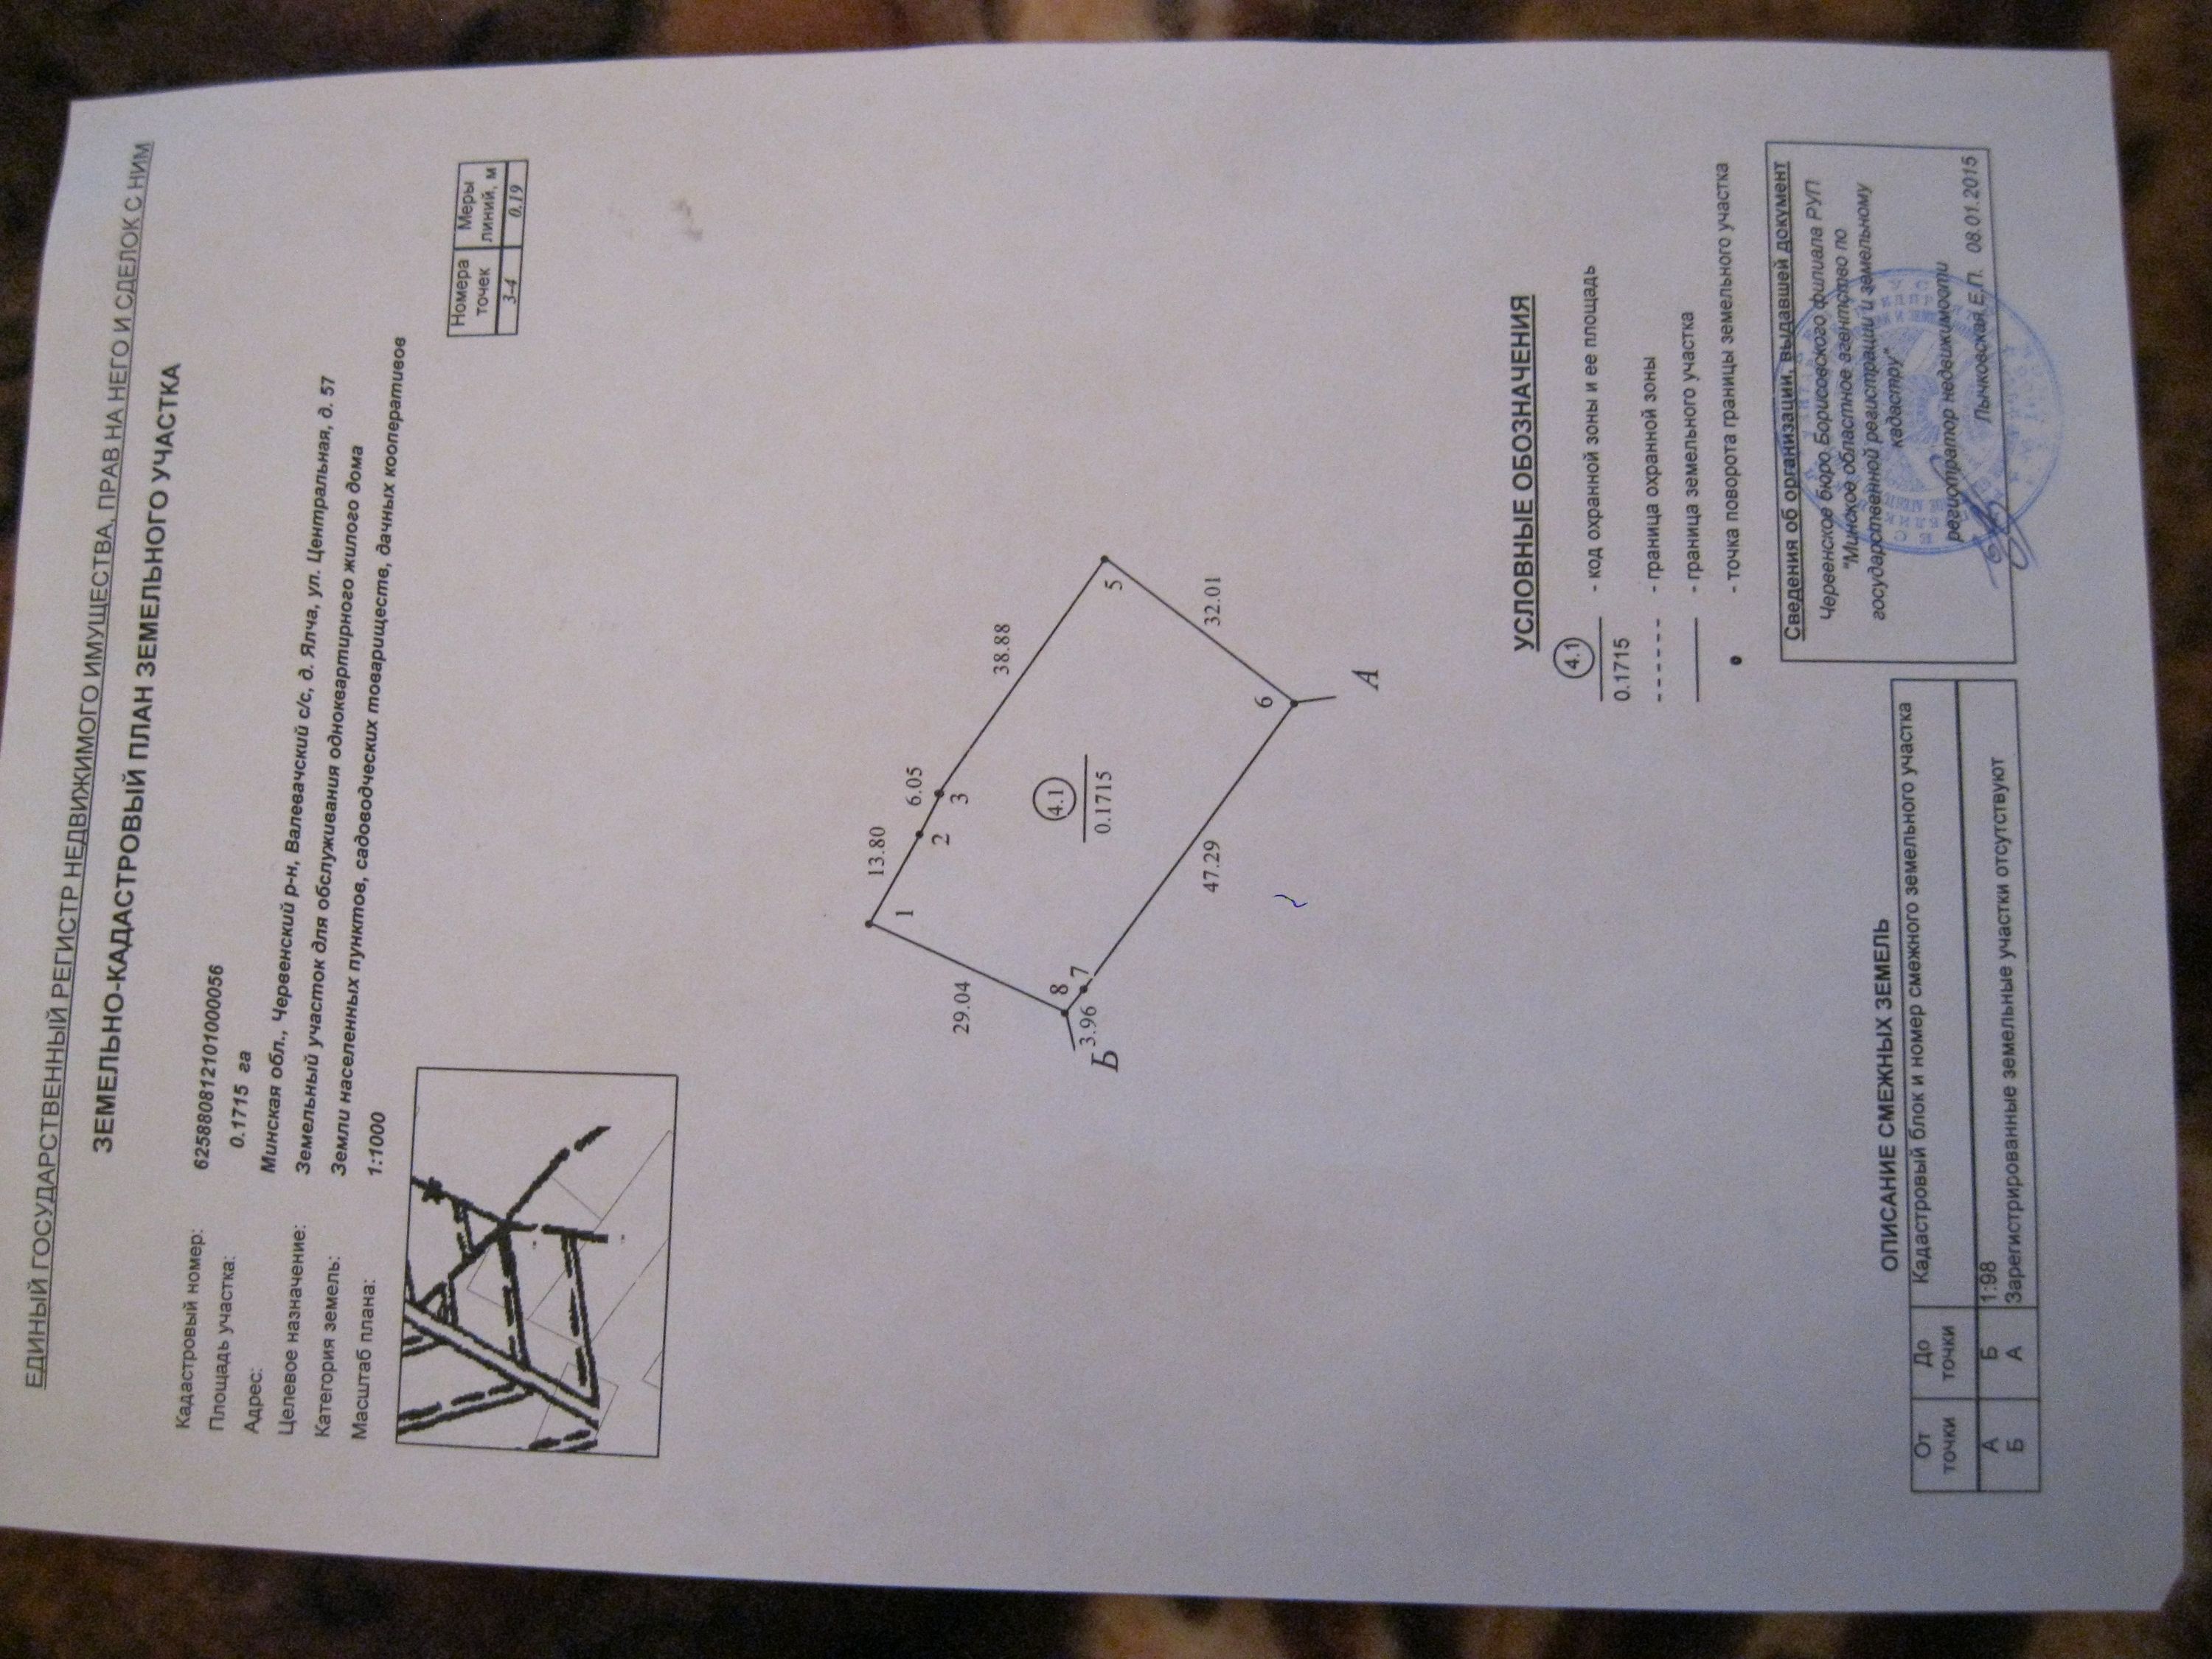 ЕДИНЫЙ ГОСУДАРСТВЕННЫЙ РЕГИСТР НЕДВИЖИМОГО ИМУЩЕСТВА, ПРАВ НА НЕГО И СДЕЛОК С НИМ
ЗЕМЕЛЬНО-КАДАСТРОВЫЙ ПЛАН ЗЕМЕЛЬНОГО УЧАСТКА
Кадастровый номер: 625880812101000056
Площадь участка: 0.1715 га
Адрес: Минская обл., Червенский р-н, Валевачский с/с, д. Ялча, ул. Центральная, д. 57
Целевое назначение: Земельный участок для обслуживания одноквартирного жилого дома
Категория земель: Земли населенных пунктов, садоводческих товариществ, дачных кооперативов
Масштаб плана: 1:1000
Номера точек Меры линий, м
3-4 0.19
1
13.80
2
6.05
3
38.88
5
32.01
6
А
47.29
7
3.96
8
Б
29.04
4.1
0.1715
УСЛОВНЫЕ ОБОЗНАЧЕНИЯ
4.1
0.1715
- код охранной зоны и ее площадь
- граница охранной зоны
- граница земельного участка
- точка поворота границы земельного участка
ОПИСАНИЕ СМЕЖНЫХ ЗЕМЕЛЬ
От точки До точки Кадастровый блок и номер смежного земельного участка
А Б 1:98
Б А Зарегистрированные земельные участки отсутствуют
Сведения об организации, выдавшей документ
Червенское бюро Борисовского филиала РУП
"Минское областное агентство по
государственной регистрации и земельному
кадастру"
регистратор недвижимости
Лычковская Е.П. 08.01.2015